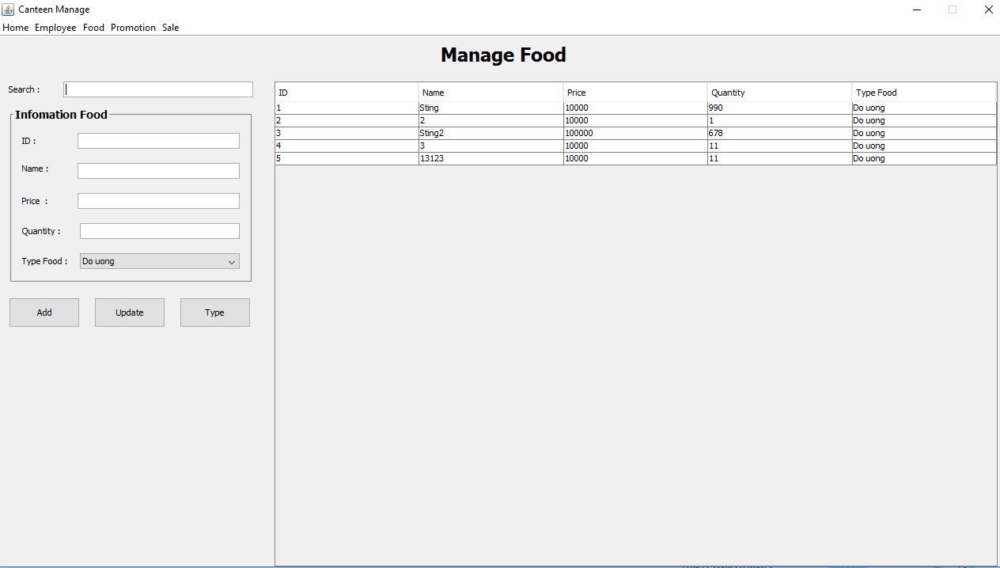 Canteen Manage
Home Employee Food Promotion Sale
Manage Food
Search :
Infomation Food
ID :
Name :
Price :
Quantity :
Type Food : Do uong
Add Update Type
ID Name Price Quantity Type Food
1 Sting 10000 990 Do uong
2 2 10000 1 Do uong
3 Sting2 100000 678 Do uong
4 3 10000 11 Do uong
5 13123 10000 11 Do uong